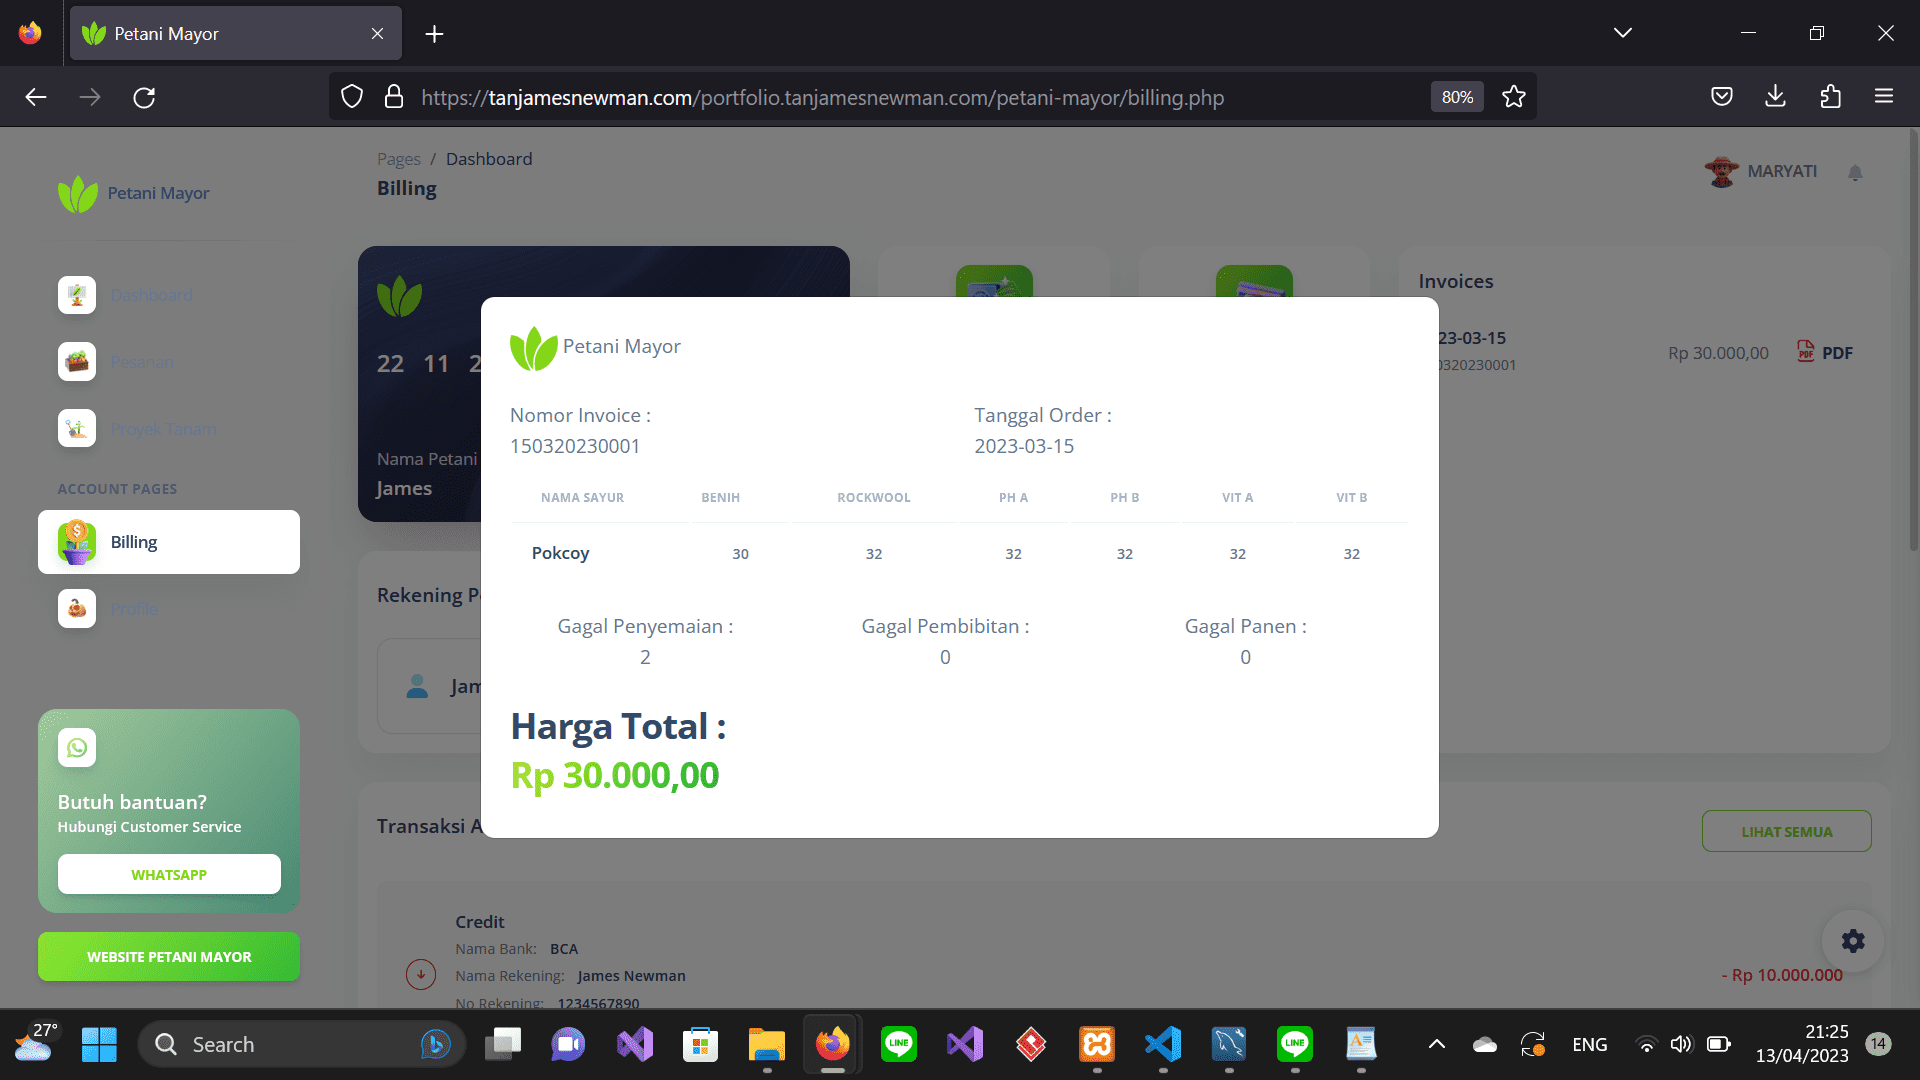 Petani Mayor
https://tanjamesnewman.com/portfolio.tanjamesnewman.com/petani-mayor/billing.php
80%
Petani Mayor
Pages / Dashboard
Billing
MARYATI
Dashboard
Pesanan
Proyek Tanam
ACCOUNT PAGES
Billing
Profile
Butuh bantuan?
Hubungi Customer Service
WHATSAPP
WEBSITE PETANI MAYOR
22 11 2
Nama Petani
James
Invoices
23-03-15
0320230001
Rp 30.000,00
PDF
PDF
Petani Mayor
Nomor Invoice :
150320230001
Tanggal Order :
2023-03-15
NAMA SAYUR BENIH ROCKWOOL PH A PH B VIT A VIT B
Pokcoy 30 32 32 32 32 32
Gagal Penyemaian :
2
Gagal Pembibitan :
0
Gagal Panen :
0
Harga Total :
Rp 30.000,00
Rekening P
Jam
Transaksi A
LIHAT SEMUA
Credit
Nama Bank: BCA
Nama Rekening: James Newman
No Rekening: 1234567890
- Rp 10.000.000
27°
Search
LINE
LINE
ENG
21:25
13/04/2023
14